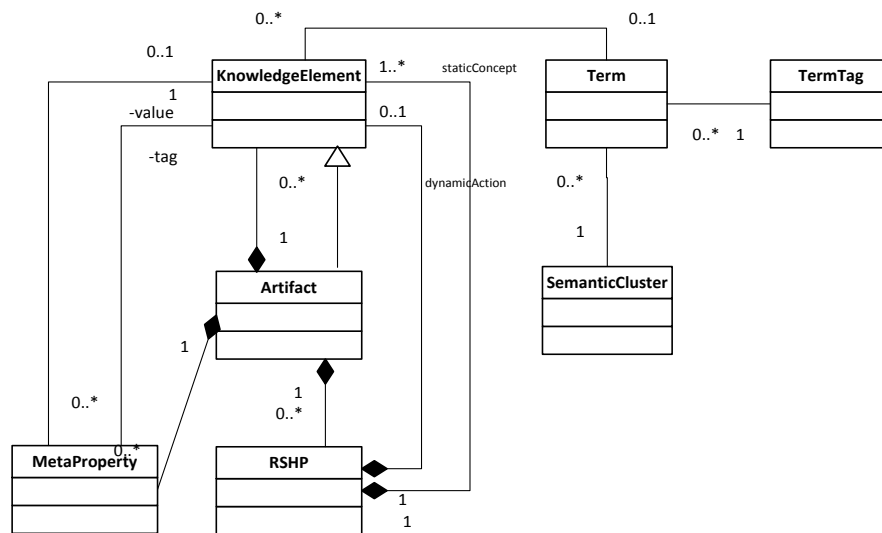 0..*
0..1
0..1
KnowledgeElement
1..*
staticConcept
Term
TermTag
1
-value
0..1
0..*
1
-tag
0..*
dynamicAction
0..*
1
1
SemanticCluster
Artifact
1
1
0..*
0..*
0..*
MetaProperty
RSHP
1
1